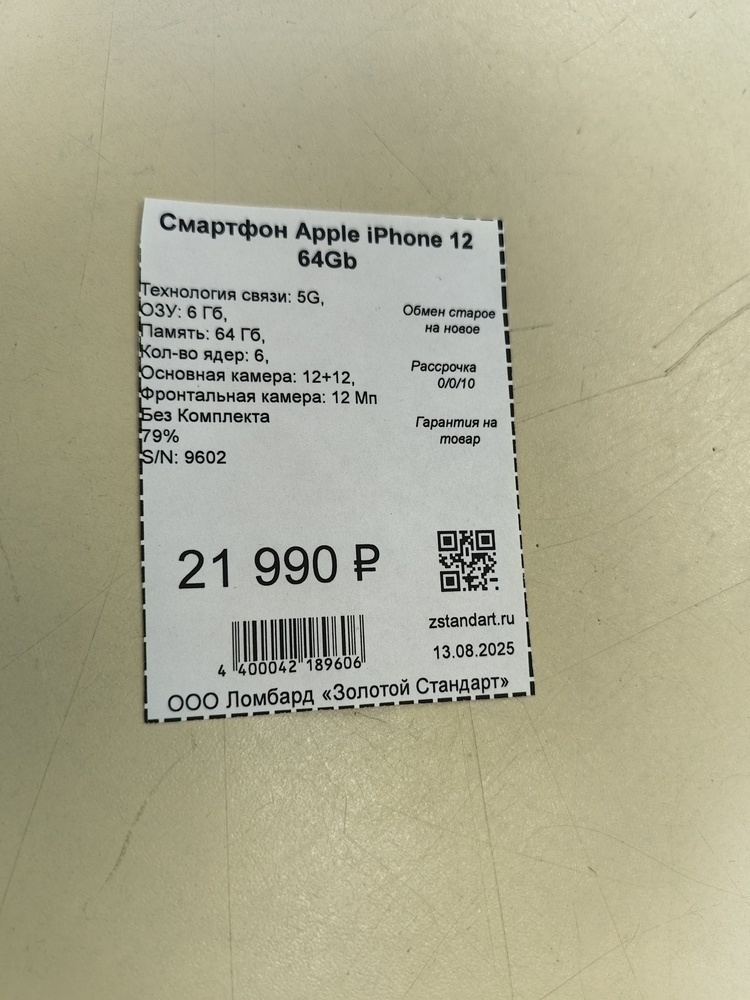 Смартфон Apple iPhone 12
64Gb
Технология связи: 5G,
ОЗУ: 6 Гб,
Память: 64 Гб,
Кол-во ядер: 6,
Основная камера: 12+12,
Фронтальная камера: 12 Мп
Без Комплекта
79%
S/N: 9602
Обмен старое
на новое
Рассрочка
0/0/10
Гарантия на
товар
21 990 ₽
zstandart.ru
13.08.2025
4 400042 189606
ООО Ломбард «Золотой Стандарт»